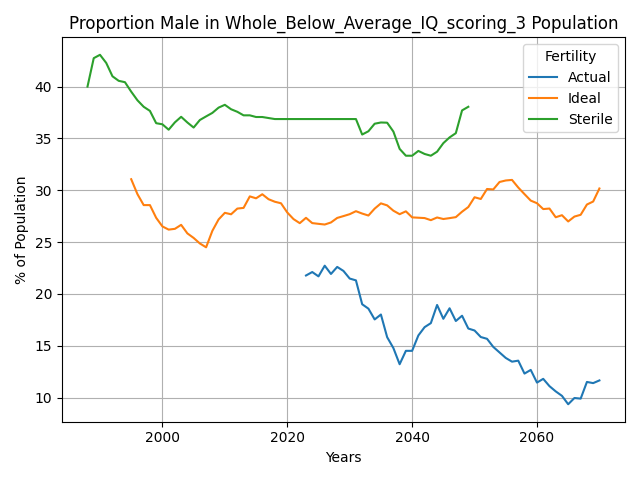 Proportion Male in Whole_Below_Average_IQ_scoring_3 Population
Fertility
Actual
Ideal
Sterile
% of Population
40
35
30
25
20
15
10
2000
2020
2040
2060
Years